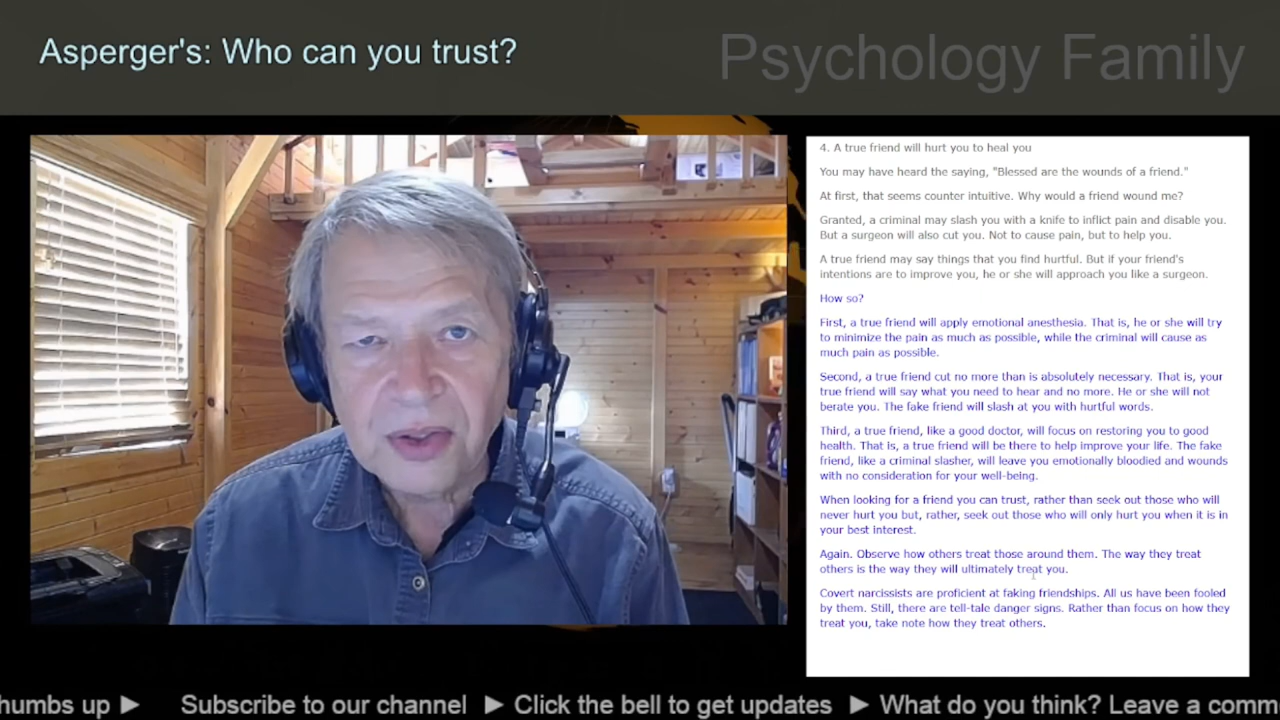 Asperger's: Who can you trust?
Psychology Family
4. A true friend will hurt you to heal you
You may have heard the saying, "Blessed are the wounds of a friend."
At first, that seems counter intuitive. Why would a friend wound me?
Granted, a criminal may slash you with a knife to inflict pain and disable you.
But a surgeon will also cut you. Not to cause pain, but to help you.
A true friend may say things that you find hurtful. But if your friend's
intentions are to improve you, he or she will approach you like a surgeon.
How so?
First, a true friend will apply emotional anesthesia. That is, he or she will try
to minimize the pain as much as possible, while the criminal will cause as
much pain as possible.
Second, a true friend cut no more than is absolutely necessary. That is, your
true friend will say what you need to hear and no more. He or she will not
berate you. The fake friend will slash at you with hurtful words.
Third, a true friend, like a good doctor, will focus on restoring you to good
health. That is, a true friend will be there to help improve your life. The fake
friend, like a criminal slasher, will leave you emotionally bloodied and wounds
with no consideration for your well-being.
When looking for a friend you can trust, rather than seek out those who will
never hurt you but, rather, seek out those who will only hurt you when it is in
your best interest.
Again. Observe how others treat those around them. The way they treat
others is the way they will ultimately treat you.
Covert narcissists are proficient at faking friendships. All us have been fooled
by them. Still, there are tell-tale danger signs. Rather than focus on how they
treat you, take note how they treat others.
humbs up ► Subscribe to our channel ► Click the bell to get updates ► What do you think? Leave a comm